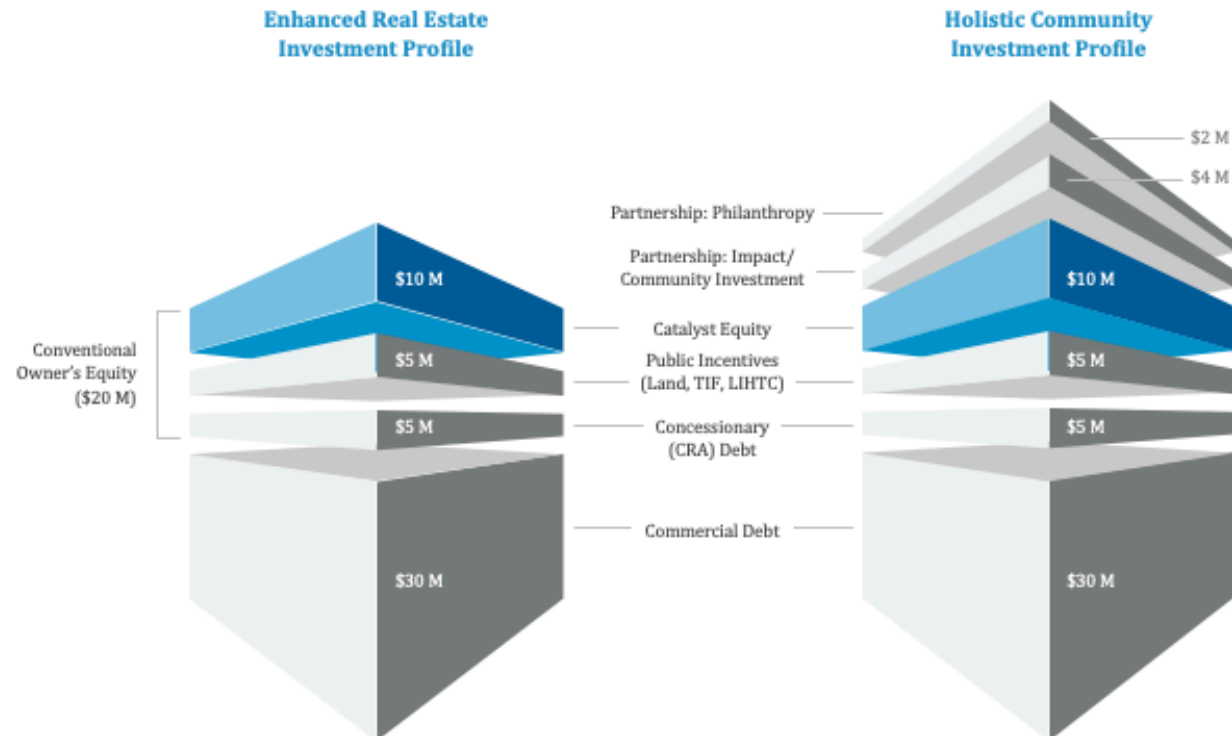 Enhanced Real Estate
Investment Profile
Holistic Community
Investment Profile
$2 M
$4 M
Partnership: Philanthropy
Partnership: Impact/
Community Investment
$10 M
$10 M
Catalyst Equity
Conventional
Owner's Equity
($20 M)
$5 M
Public Incentives
(Land, TIF, LIHTC)
$5 M
$5 M
Concessionary
(CRA) Debt
$5 M
Commercial Debt
$30 M
$30 M